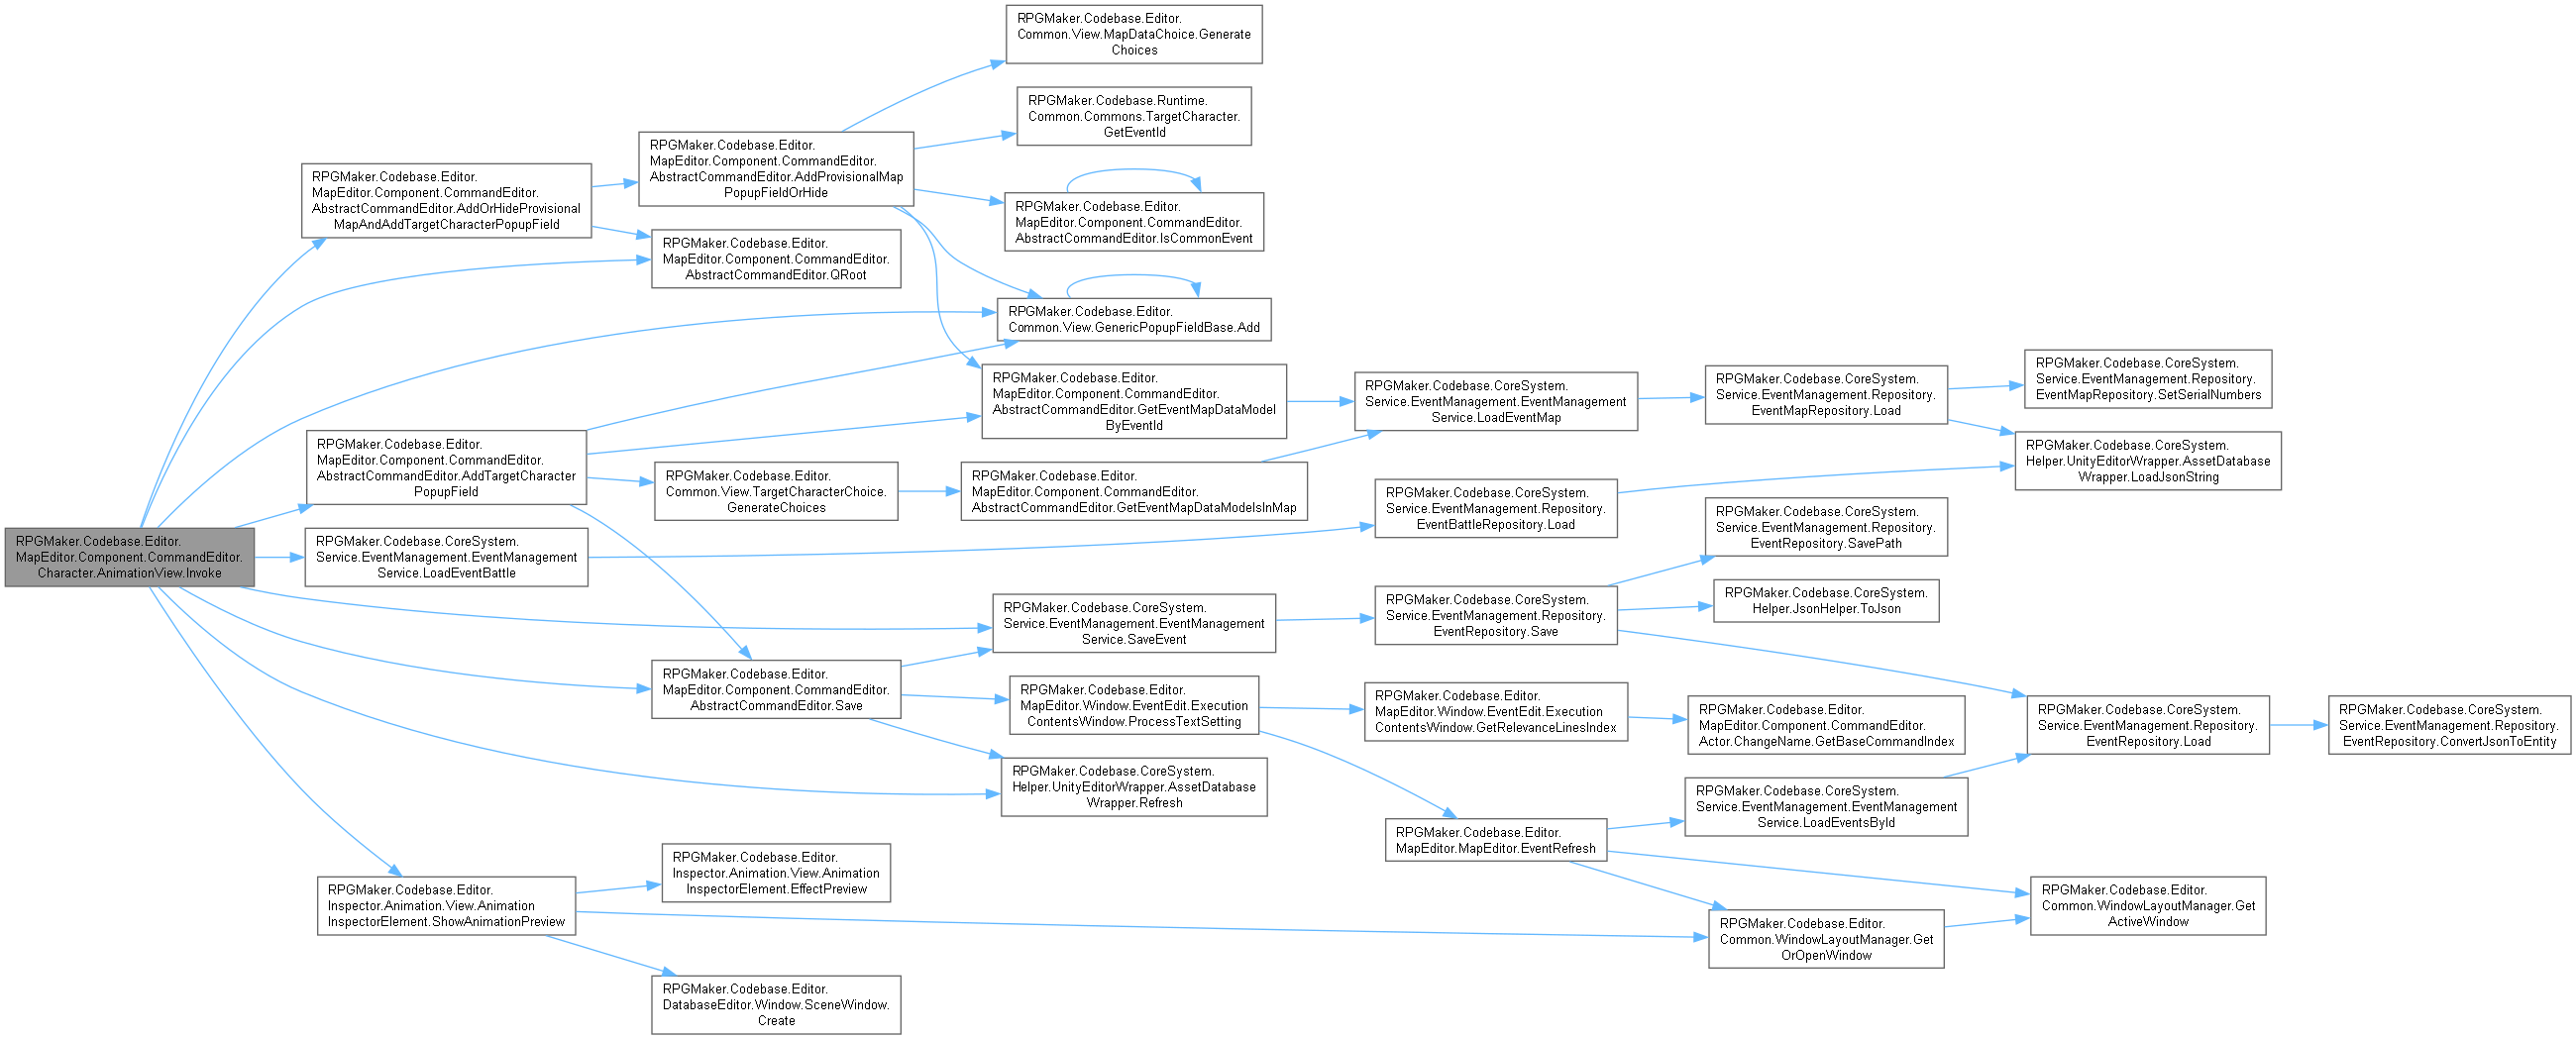 RPGMaker.Codebase.Editor.
MapEditor.Component.CommandEditor.
Character.AnimationView.Invoke
RPGMaker.Codebase.Editor.
MapEditor.Component.CommandEditor.
AbstractCommandEditor.AddOrHideProvisional
MapAndAddTargetCharacterPopupField
RPGMaker.Codebase.Editor.
MapEditor.Component.CommandEditor.
AbstractCommandEditor.AddTargetCharacter
PopupField
RPGMaker.Codebase.CoreSystem.
Service.EventManagement.EventManagement
Service.LoadEventBattle
RPGMaker.Codebase.Editor.
Inspector.Animation.View.Animation
InspectorElement.ShowAnimationPreview
RPGMaker.Codebase.Editor.
MapEditor.Component.CommandEditor.
AbstractCommandEditor.AddProvisionalMap
PopupFieldOrHide
RPGMaker.Codebase.Editor.
MapEditor.Component.CommandEditor.
AbstractCommandEditor.QRoot
RPGMaker.Codebase.Editor.
Common.View.TargetCharacterChoice.
GenerateChoices
RPGMaker.Codebase.Editor.
MapEditor.Component.CommandEditor.
AbstractCommandEditor.Save
RPGMaker.Codebase.Editor.
Inspector.Animation.View.Animation
InspectorElement.EffectPreview
RPGMaker.Codebase.Editor.
DatabaseEditor.Window.SceneWindow.
Create
RPGMaker.Codebase.Editor.
Common.View.MapDataChoice.Generate
Choices
RPGMaker.Codebase.Runtime.
Common.Commons.TargetCharacter.
GetEventId
RPGMaker.Codebase.Editor.
MapEditor.Component.CommandEditor.
AbstractCommandEditor.IsCommonEvent
RPGMaker.Codebase.Editor.
Common.View.GenericPopupFieldBase.Add
RPGMaker.Codebase.Editor.
MapEditor.Component.CommandEditor.
AbstractCommandEditor.GetEventMapDataModel
ByEventId
RPGMaker.Codebase.Editor.
MapEditor.Component.CommandEditor.
AbstractCommandEditor.GetEventMapDataModelsInMap
RPGMaker.Codebase.CoreSystem.
Service.EventManagement.EventManagement
Service.SaveEvent
RPGMaker.Codebase.Editor.
MapEditor.Window.EventEdit.Execution
ContentsWindow.ProcessTextSetting
RPGMaker.Codebase.CoreSystem.
Helper.UnityEditorWrapper.AssetDatabase
Wrapper.Refresh
RPGMaker.Codebase.CoreSystem.
Service.EventManagement.EventManagement
Service.LoadEventMap
RPGMaker.Codebase.CoreSystem.
Service.EventManagement.Repository.
EventBattleRepository.Load
RPGMaker.Codebase.CoreSystem.
Service.EventManagement.Repository.
EventRepository.Save
RPGMaker.Codebase.Editor.
MapEditor.Window.EventEdit.Execution
ContentsWindow.GetRelevanceLinesIndex
RPGMaker.Codebase.Editor.
MapEditor.MapEditor.EventRefresh
RPGMaker.Codebase.CoreSystem.
Service.EventManagement.Repository.
EventMapRepository.Load
RPGMaker.Codebase.CoreSystem.
Service.EventManagement.Repository.
EventRepository.SavePath
RPGMaker.Codebase.CoreSystem.
Helper.JsonHelper.ToJson
RPGMaker.Codebase.Editor.
MapEditor.Component.CommandEditor.
Actor.ChangeName.GetBaseCommandIndex
RPGMaker.Codebase.CoreSystem.
Service.EventManagement.EventManagement
Service.LoadEventsById
RPGMaker.Codebase.Editor.
Common.WindowLayoutManager.Get
OrOpenWindow
RPGMaker.Codebase.CoreSystem.
Service.EventManagement.Repository.
EventMapRepository.SetSerialNumbers
RPGMaker.Codebase.CoreSystem.
Helper.UnityEditorWrapper.AssetDatabase
Wrapper.LoadJsonString
RPGMaker.Codebase.CoreSystem.
Service.EventManagement.Repository.
EventRepository.Load
RPGMaker.Codebase.Editor.
Common.WindowLayoutManager.Get
ActiveWindow
RPGMaker.Codebase.CoreSystem.
Service.EventManagement.Repository.
EventRepository.ConvertJsonToEntity